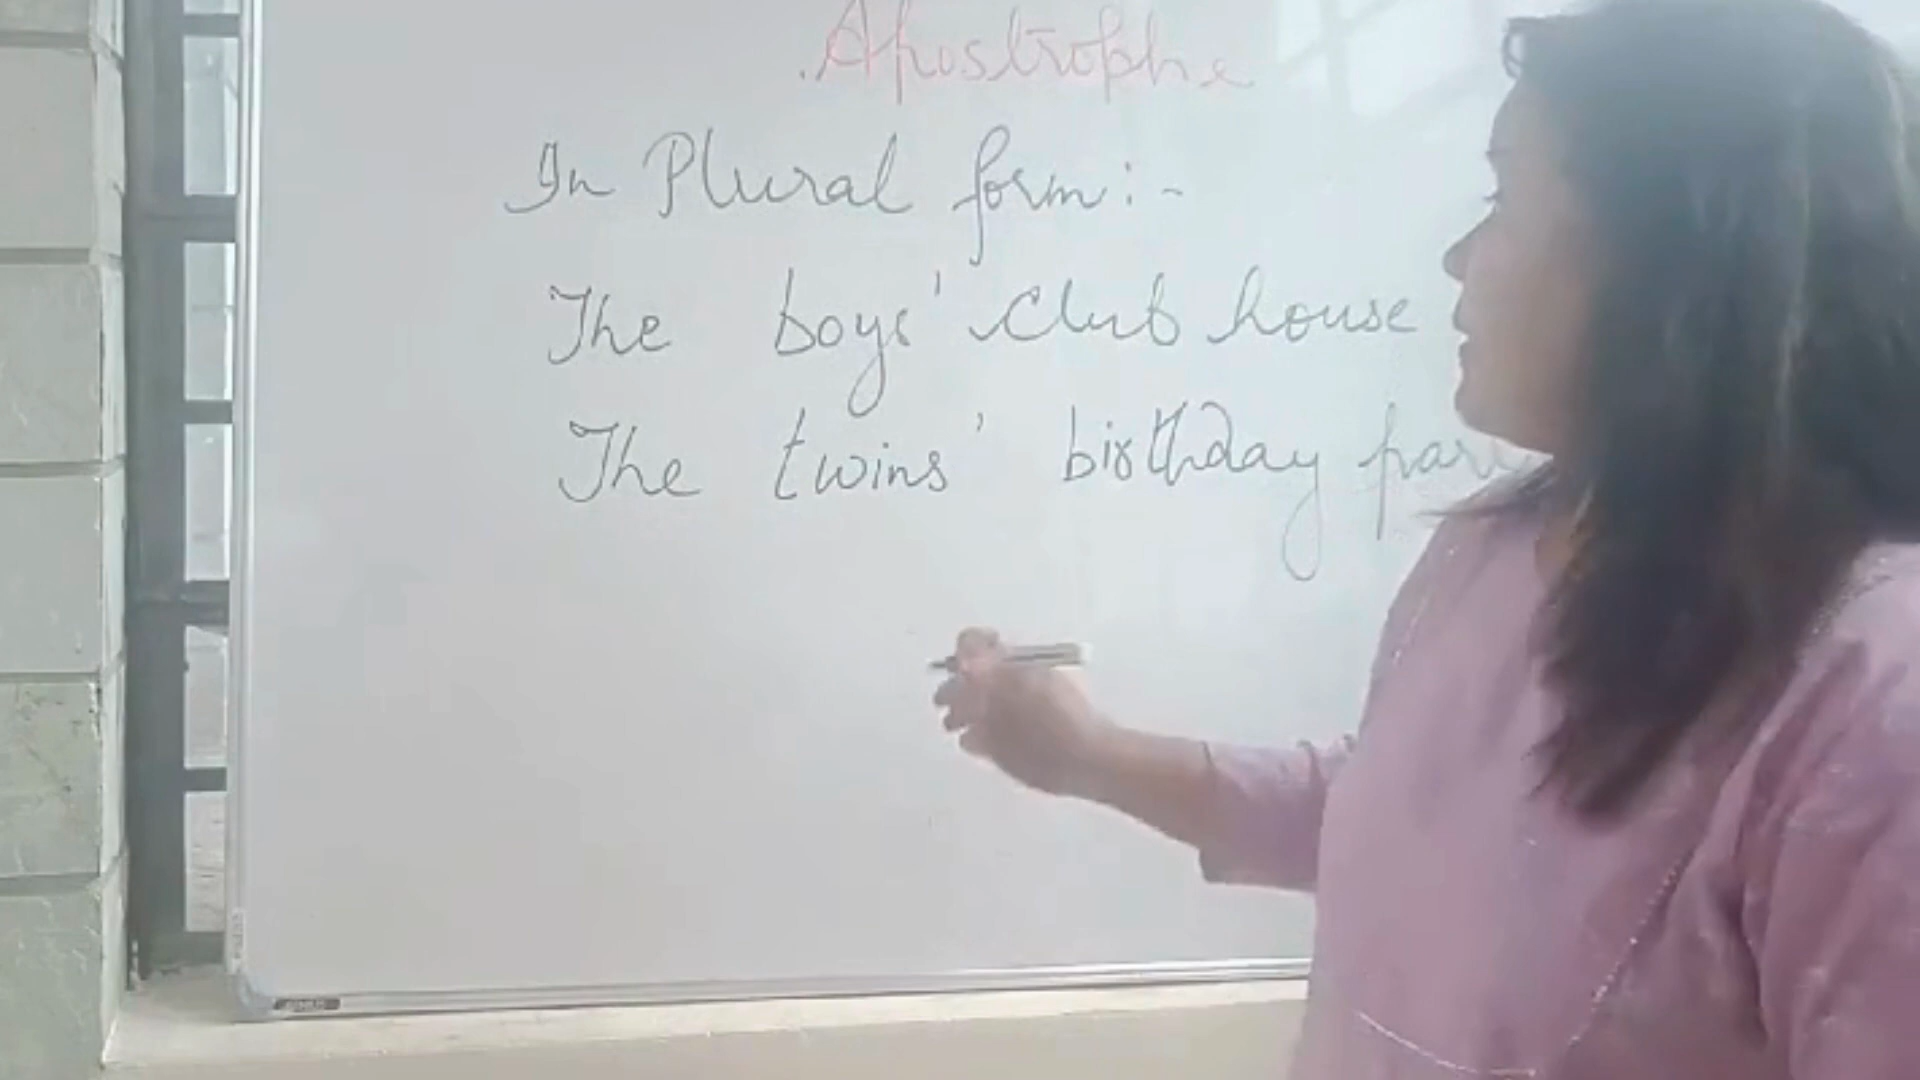 Apostrophe
In Plural form:-
The boys' Club house
The twins' birthday